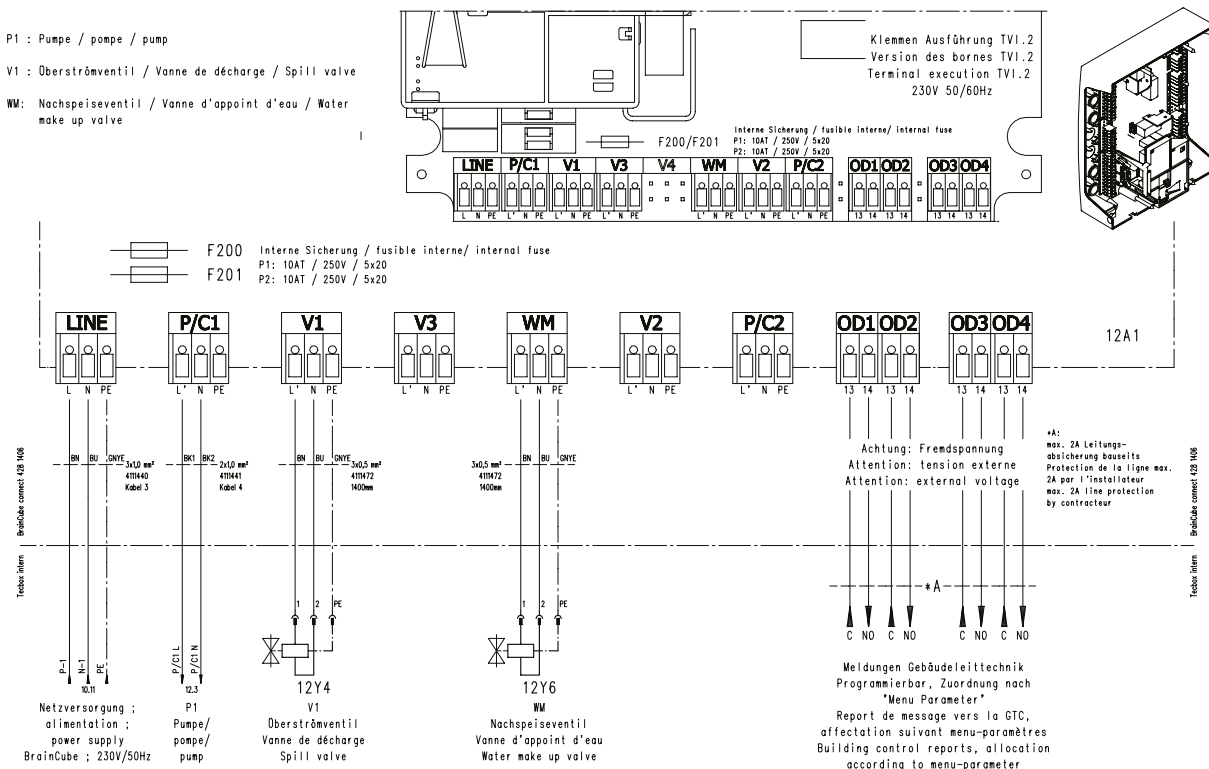 P1 : Pumpe / pompe / pump
V1 : Überströmventil / Vanne de décharge / Spill valve
WM: Nachspeiseventil / Vanne d'appoint d'eau / Water
make up valve
Klemmen Ausführung TVI.2
Version des bornes TVI.2
Terminal execution TVI.2
230V 50/60Hz
F200/F201
Interne Sicherung / fusible interne/ internal fuse
P1: 10AT / 250V / 5x20
P2: 10AT / 250V / 5x20
LINE P/C1 V1 V3 V4 WM V2 P/C2 OD1 OD2 OD3 OD4
L N PE L' N PE L' N PE L' N PE L' N PE L' N PE L' N PE 13 14 13 14 13 14 13 14
F200 Interne Sicherung / fusible interne/ internal fuse
F201
P1: 10AT / 250V / 5x20
P2: 10AT / 250V / 5x20
12A1
LINE P/C1 V1 V3 WM V2 P/C2 OD1 OD2 OD3 OD4
L N PE L' N PE L' N PE L' N PE L' N PE L' N PE L' N PE 13 14 13 14 13 14 13 14
BN BU GNYE
3x1,0 mm²
4111440
Kabel 3
BK1 BK2
2x1,0 mm²
4111441
Kabel 4
BN BU GNYE
3x0,5 mm²
4111472
1400mm
3x0,5 mm²
4111472
1400mm
BN BU GNYE
Achtung: Fremdspannung
Attention: tension externe
Attention: external voltage
*A:
max. 2A Leitungs-
absicherung bauseits
Protection de la ligne max.
2A par l'installateur
max. 2A line protection
by contracteur
BrainCube connect 428 1406
Tecbox intern
BrainCube connect 428 1406
Tecbox intern
P-1 N-1 PE
10.11
Netzversorgung ;
alimentation ;
power supply
BrainCube ; 230V/50Hz
P/C1 L P/C1 N
12.3
P1
Pumpe/
pompe/
pump
1 2 PE
12Y4
V1
Überströmventil
Vanne de décharge
Spill valve
1 2 PE
12Y6
WM
Nachspeiseventil
Vanne d'appoint d'eau
Water make up valve
*A
C NO C NO C NO C NO
Meldungen Gebäudeleittechnik
Programmierbar, Zuordnung nach
"Menu Parameter"
Report de message vers la GTC,
affectation suivant menu-paramètres
Building control reports, allocation
according to menu-parameter